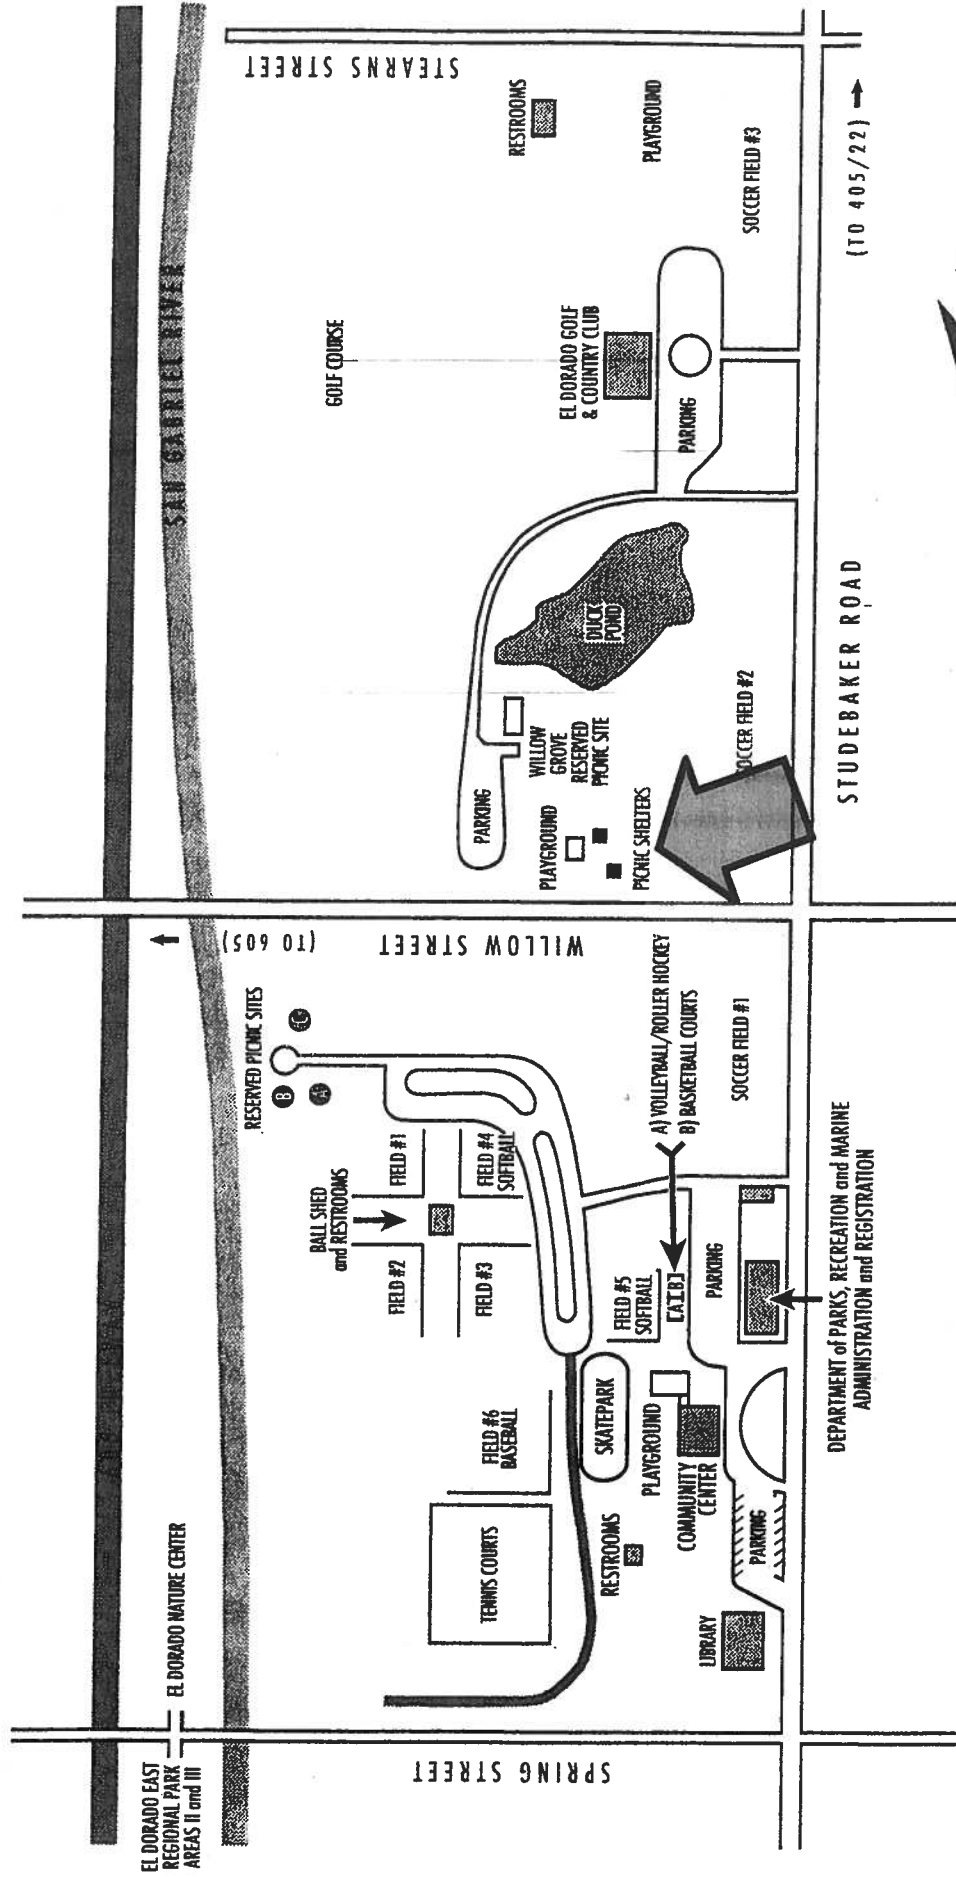 EL DORADO EAST
REGIONAL PARK
AREAS II and III
EL DORADO NATURE CENTER
SAN GABRIEL RIVER
SPRING STREET
TENNIS COURTS
FIELD #6
BASEBALL
FIELD #2
FIELD #3
BALL SHED
and RESTROOMS
FIELD #1
FIELD #4
SOFTBALL
RESERVED PICNIC SITES
B
A
(TO 605)
WILLOW STREET
SKATEPARK
RESTROOMS
PLAYGROUND
COMMUNITY
CENTER
LIBRARY
PARKING
FIELD #5
SOFTBALL
[A I B]
PARKING
A) VOLLEYBALL/ROLLER HOCKEY
B) BASKETBALL COURTS
SOCCER FIELD #1
DEPARTMENT of PARKS, RECREATION and MARINE
ADMINISTRATION and REGISTRATION
PARKING
PLAYGROUND
WILLOW
GROVE
RESERVED
PICNIC SITE
PICNIC SHELTERS
DUCK
POND
SOCCER FIELD #2
STUDEBAKER ROAD
GOLF COURSE
EL DORADO GOLF
& COUNTRY CLUB
PARKING
STEARNS STREET
RESTROOMS
PLAYGROUND
SOCCER FIELD #3
(TO 405/22)